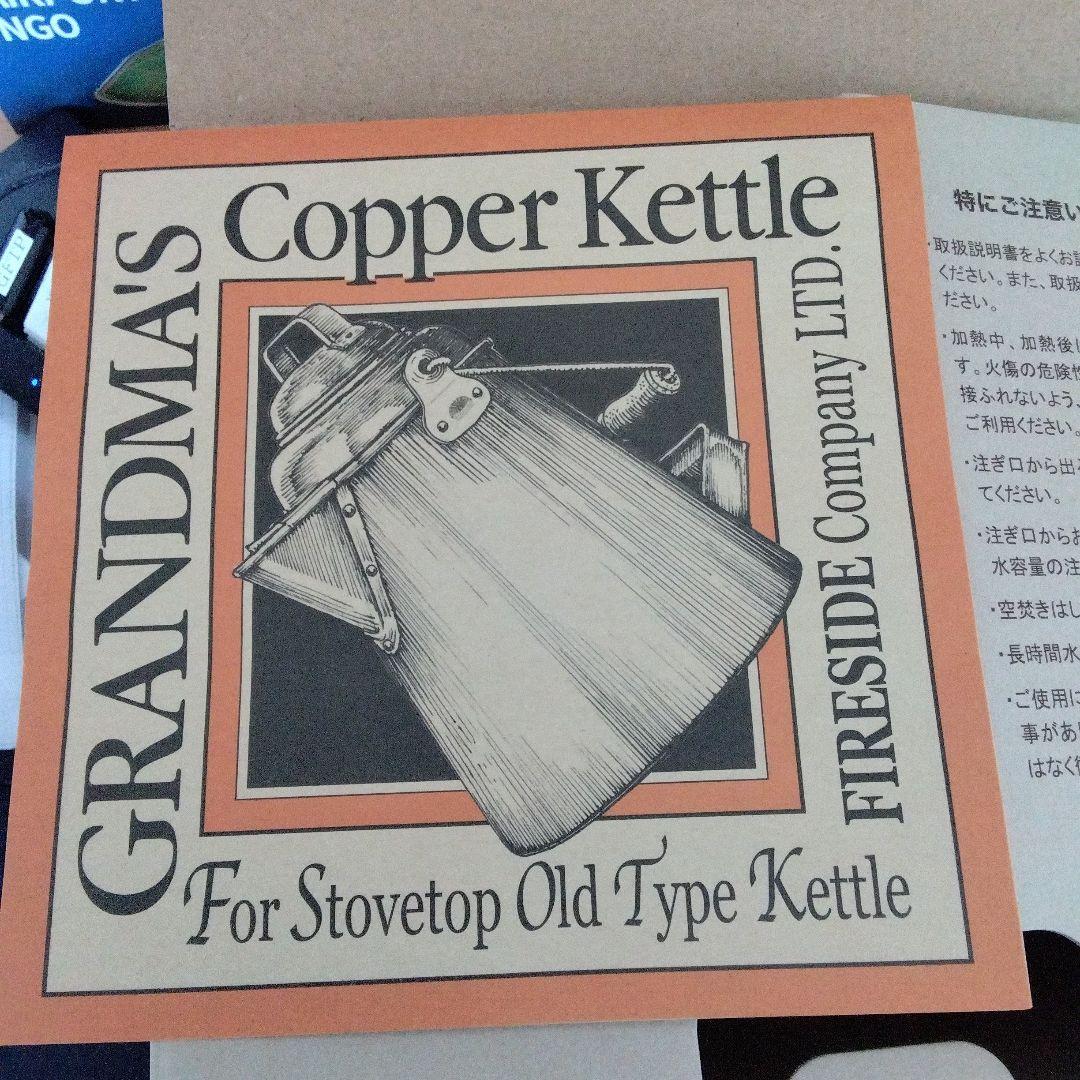 NGO
GRANDMA'S
Copper Kettle
FIRESIDE Company LTD.
For Stovetop Old Type Kettle
特にご注意い
・取扱説明書をよくお読
ください。また、取扱
ださい。
・加熱中、加熱後は
す。火傷の危険性
接ふれないよう、
ご利用ください。
・注ぎ口から出
てください。
・注ぎ口からお
水容量の注
・空焚きはし
・長時間水
・ご使用に
事があ
はなく